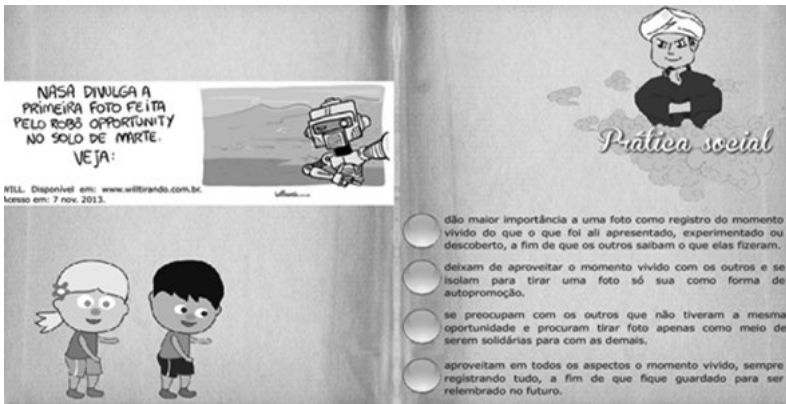 NASA DIVULGA A
PRIMEIRA FOTO FEITA
PELO ROBÔ OPPORTUNITY
NO SOLO DE MARTE.
VEJA:
WILL. Disponível em: www.willtirando.com.br.
Acesso em: 7 nov. 2013.
Prática social
dão maior importância a uma foto como registro do momento
vivido do que o que foi ali apresentado, experimentado ou
descoberto, a fim de que os outros saibam o que elas fizeram.
deixam de aproveitar o momento vivido com os outros e se
isolam para tirar uma foto só sua como forma de
autopromoção.
se preocupam com os outros que não tiveram a mesma
oportunidade e procuram tirar foto apenas como meio de
serem solidárias para com as demais.
aproveitam em todos os aspectos o momento vivido, sempre
registrando tudo, a fim de que fique guardado para ser
relembrado no futuro.